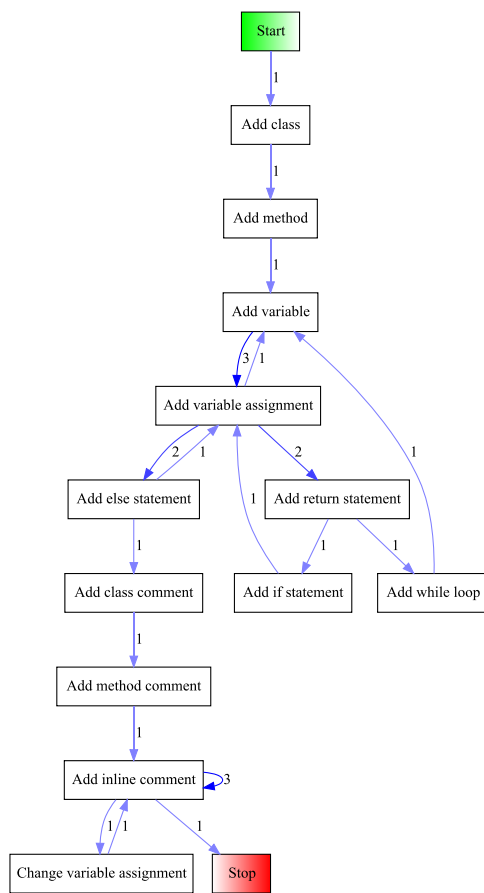 Start
1
Add class
1
Add method
1
Add variable
3 1
Add variable assignment
2 1 2 1
Add else statement
Add return statement
1
1 1 1
Add class comment
Add if statement
Add while loop
1
Add method comment
1
Add inline comment
3
1 1 1
Change variable assignment
Stop